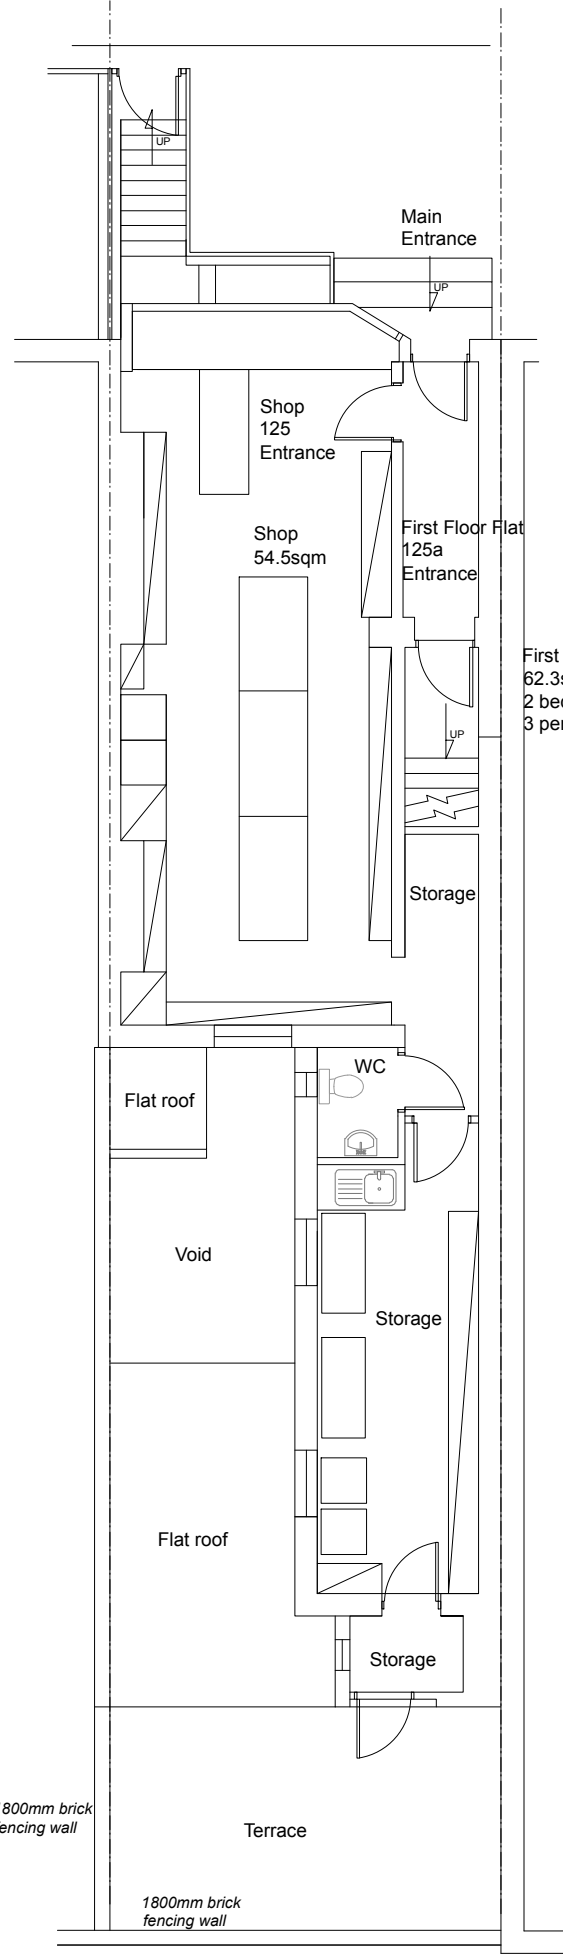 UP
Main
Entrance
UP
Shop
125
Entrance
Shop
54.5sqm
First Floor Flat
125a
Entrance
First
62.3s
2 bed
3 per
UP
Storage
WC
Flat roof
Void
Storage
Flat roof
Storage
800mm brick
encing wall
Terrace
1800mm brick
fencing wall